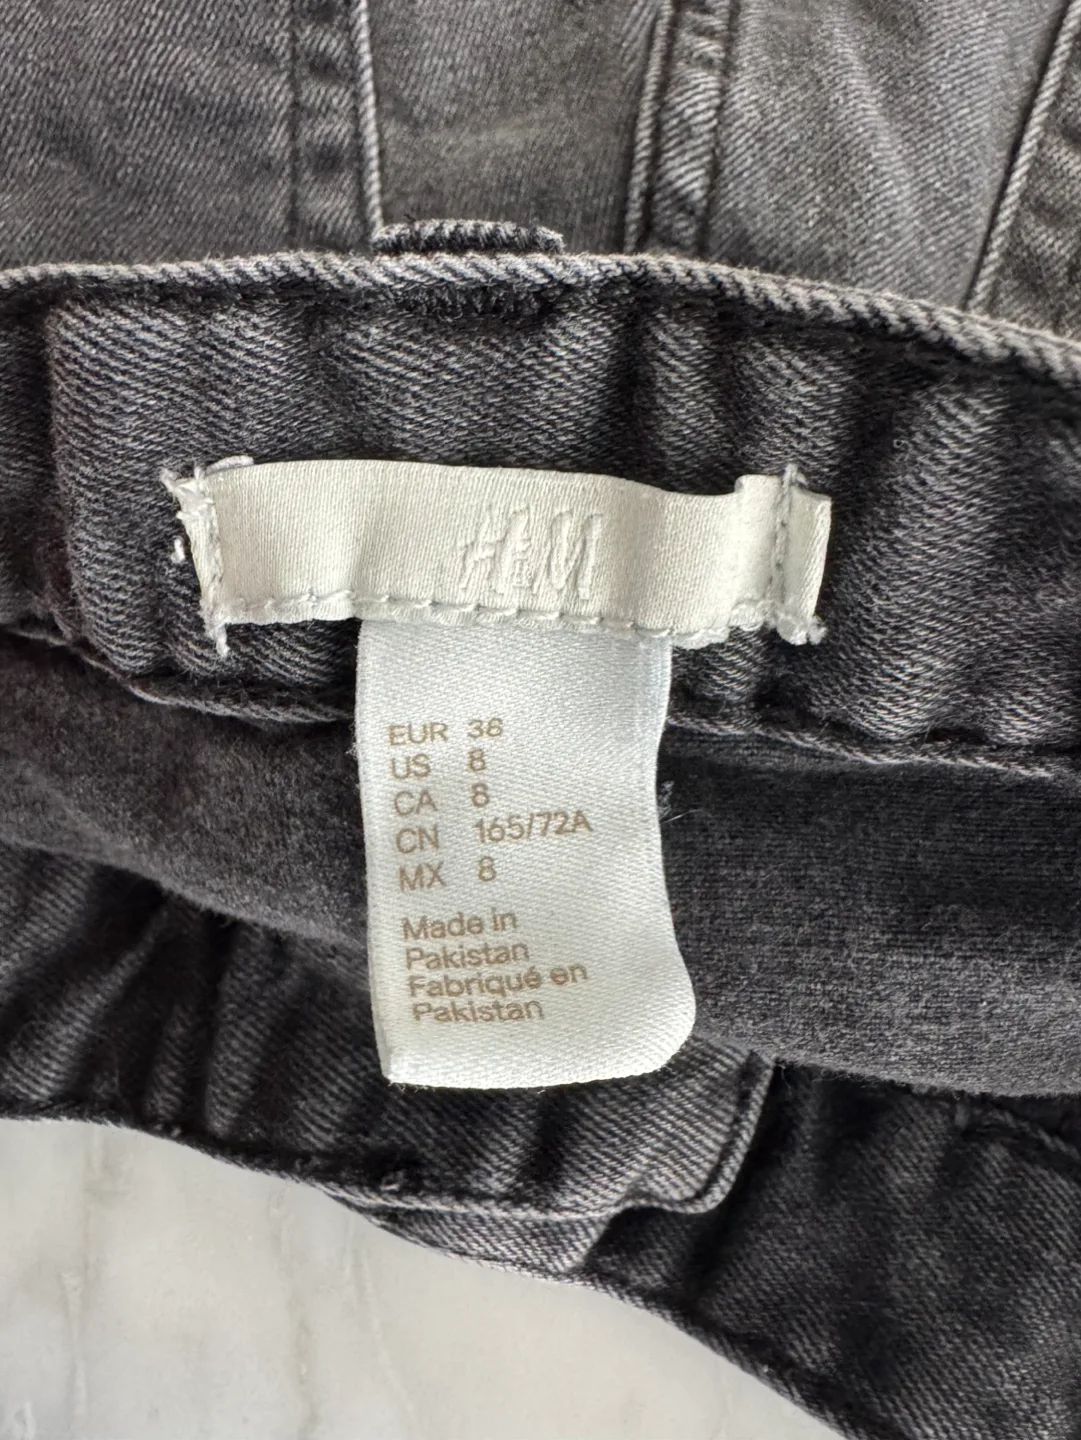 H&M
EUR 38
US 8
CA 8
CN 165/72A
MX 8
Made in
Pakistan
Fabriqué en
Pakistan